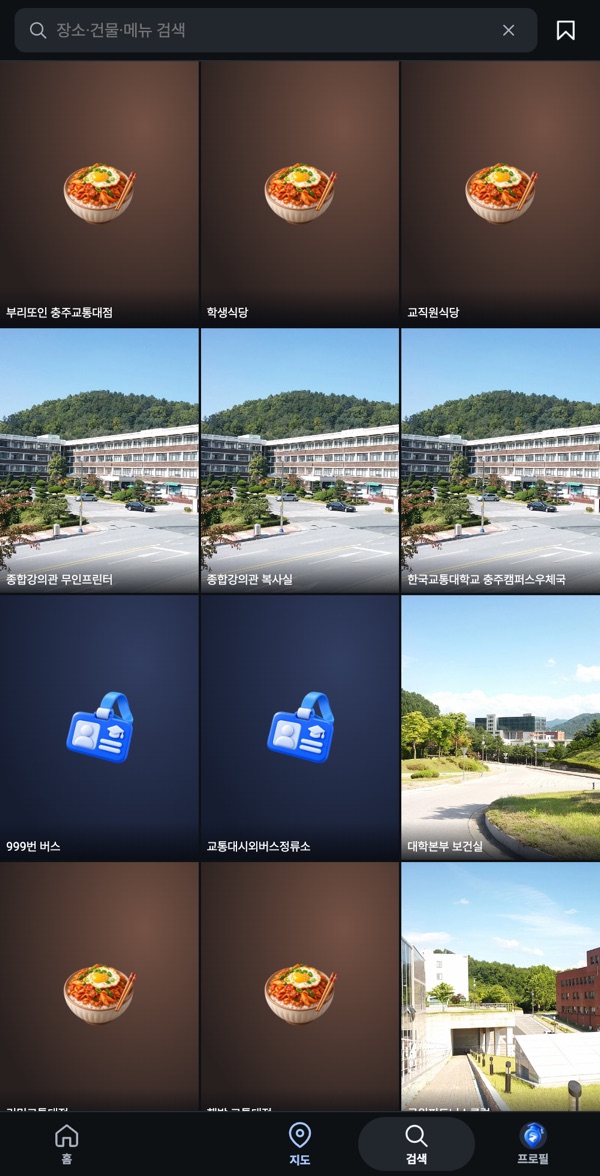 장소·건물·메뉴 검색
부리또인 충주교통대점
학생식당
교직원식당
종합강의관 무인프린터
종합강의관 복사실
한국교통대학교 충주캠퍼스우체국
999번 버스
교통대시외버스정류소
대학본부 보건실
홈
지도
검색
프로필